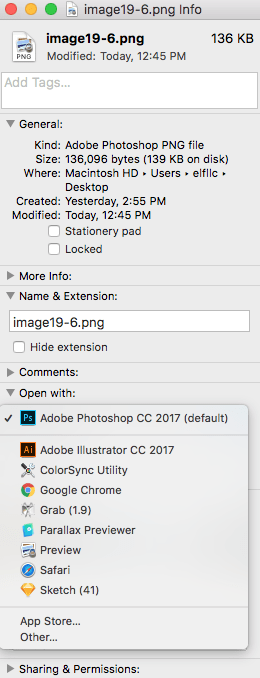 image19-6.png Info
PNG
image19-6.png 136 KB
Modified: Today, 12:45 PM
Add Tags...
General:
Kind: Adobe Photoshop PNG file
Size: 136,096 bytes (139 KB on disk)
Where: Macintosh HD ‣ Users ‣ elfllc ‣
Desktop
Created: Yesterday, 2:55 PM
Modified: Today, 12:45 PM
Stationery pad
Locked
More Info:
Name & Extension:
image19-6.png
Hide extension
Comments:
Open with:
✓ Ps Adobe Photoshop CC 2017 (default)
Ai Adobe Illustrator CC 2017
ColorSync Utility
Google Chrome
Grab (1.9)
Parallax Previewer
Preview
Safari
Sketch (41)
App Store...
Other...
Sharing & Permissions: